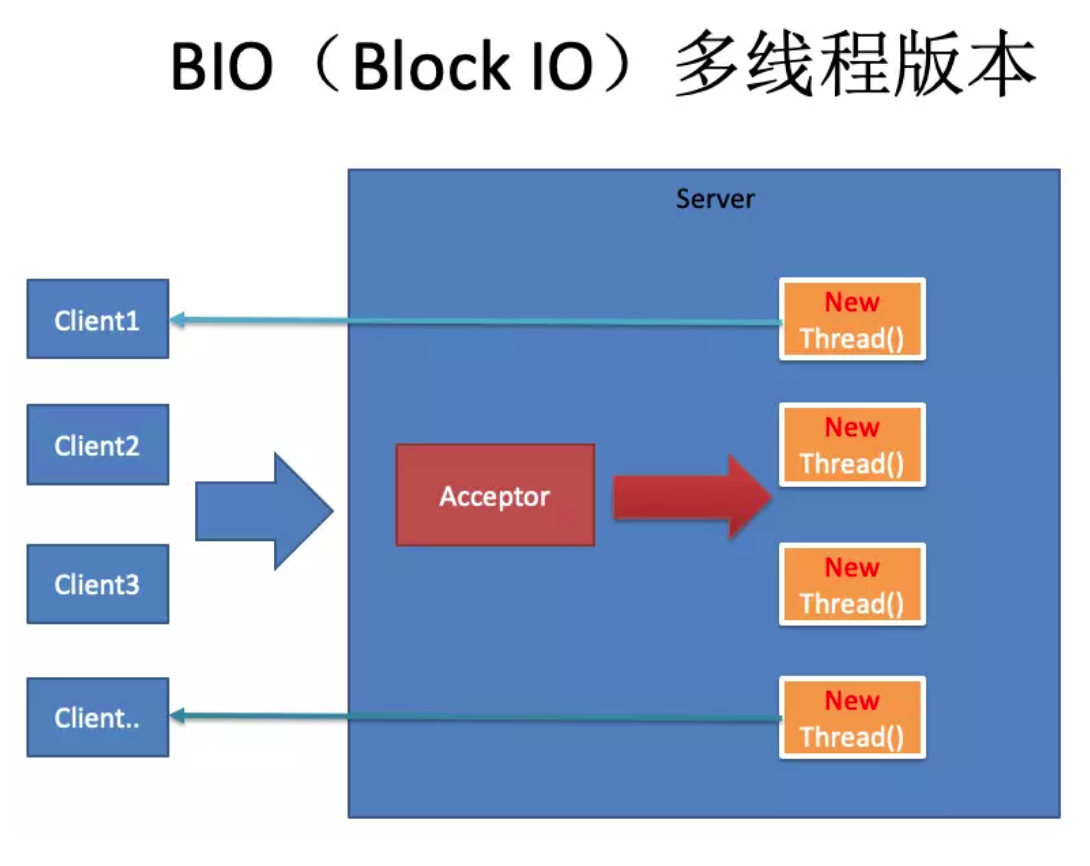 BIO（Block IO）多线程版本
Server
Client1
New
Thread()
Client2
New
Thread()
Acceptor
Client3
New
Thread()
Client..
New
Thread()